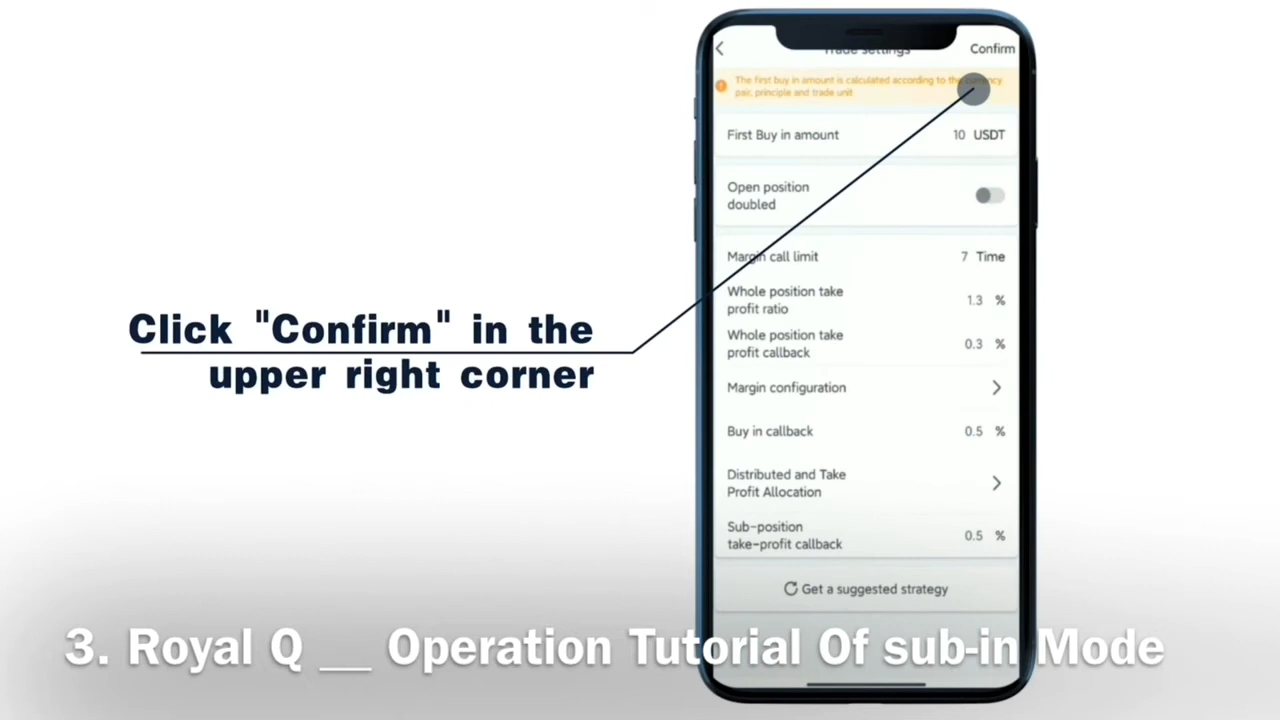 Trade settings
Confirm
The first buy in amount is calculated according to the currency
pair, principle and trade unit
First Buy in amount 10 USDT
Open position
doubled
Margin call limit 7 Time
Whole position take
profit ratio 1.3 %
Whole position take
profit callback 0.3 %
Margin configuration
Buy in callback 0.5 %
Distributed and Take
Profit Allocation
Sub-position
take-profit callback 0.5 %
Get a suggested strategy
Click "Confirm" in the
upper right corner
3. Royal Q __ Operation Tutorial Of sub-in Mode